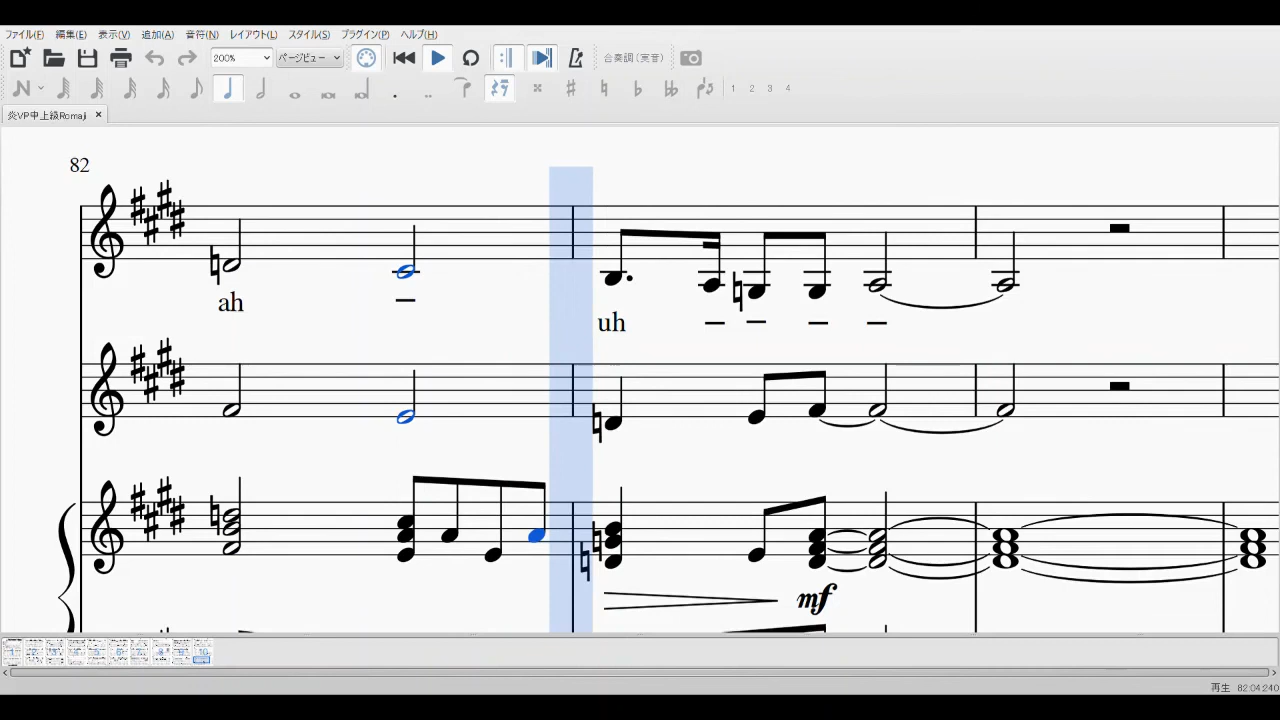 ファイル(F) 編集(E) 表示(V) 追加(A) 音符(N) レイアウト(L) スタイル(S) プラグイン(P) ヘルプ(H)
200% ページビュー 合奏調(実音)
1 2 3 4
炎VP中上級Romaji ×
82
ah –
uh – – – –
mf
再生 82:04:240